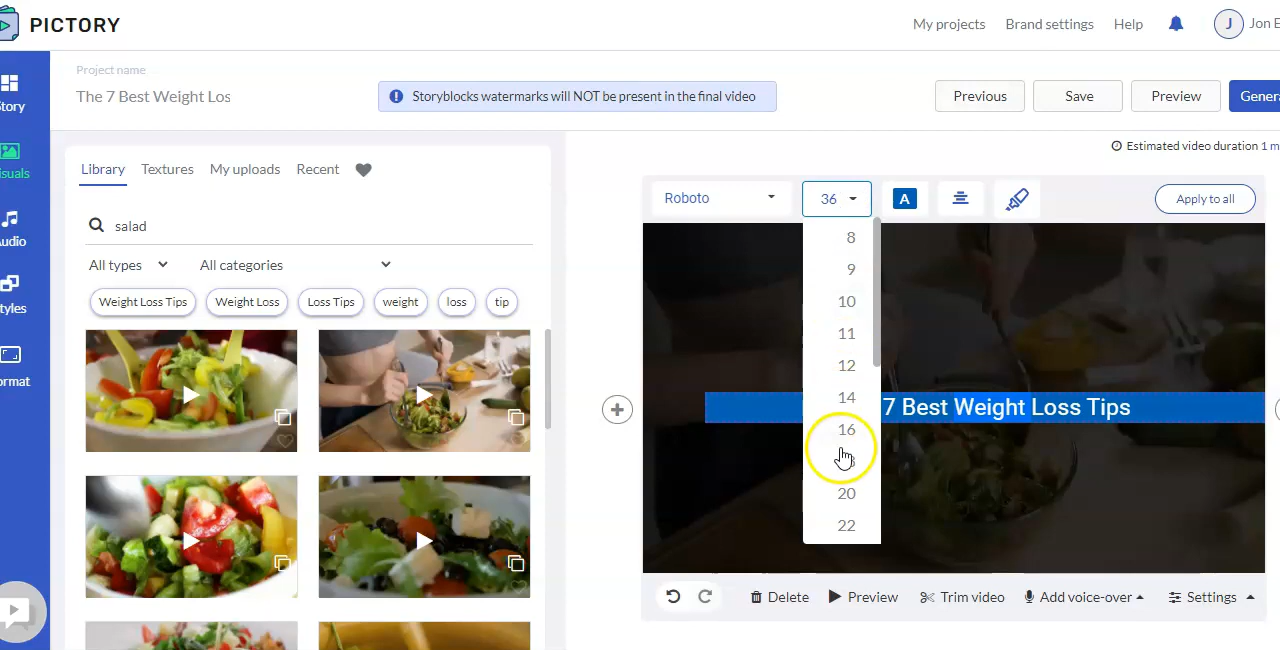 PICTORY
My projects
Brand settings
Help
J
Jon E
Project name
The 7 Best Weight Los
Storyblocks watermarks will NOT be present in the final video
Previous
Save
Preview
Gener
tory
isuals
udio
tyles
ormat
Library
Textures
My uploads
Recent
salad
All types
All categories
Weight Loss Tips
Weight Loss
Loss Tips
weight
loss
tip
Estimated video duration 1 m
Roboto
36
A
Apply to all
8
9
10
11
12
14
16
20
22
7 Best Weight Loss Tips
Delete
Preview
Trim video
Add voice-over
Settings